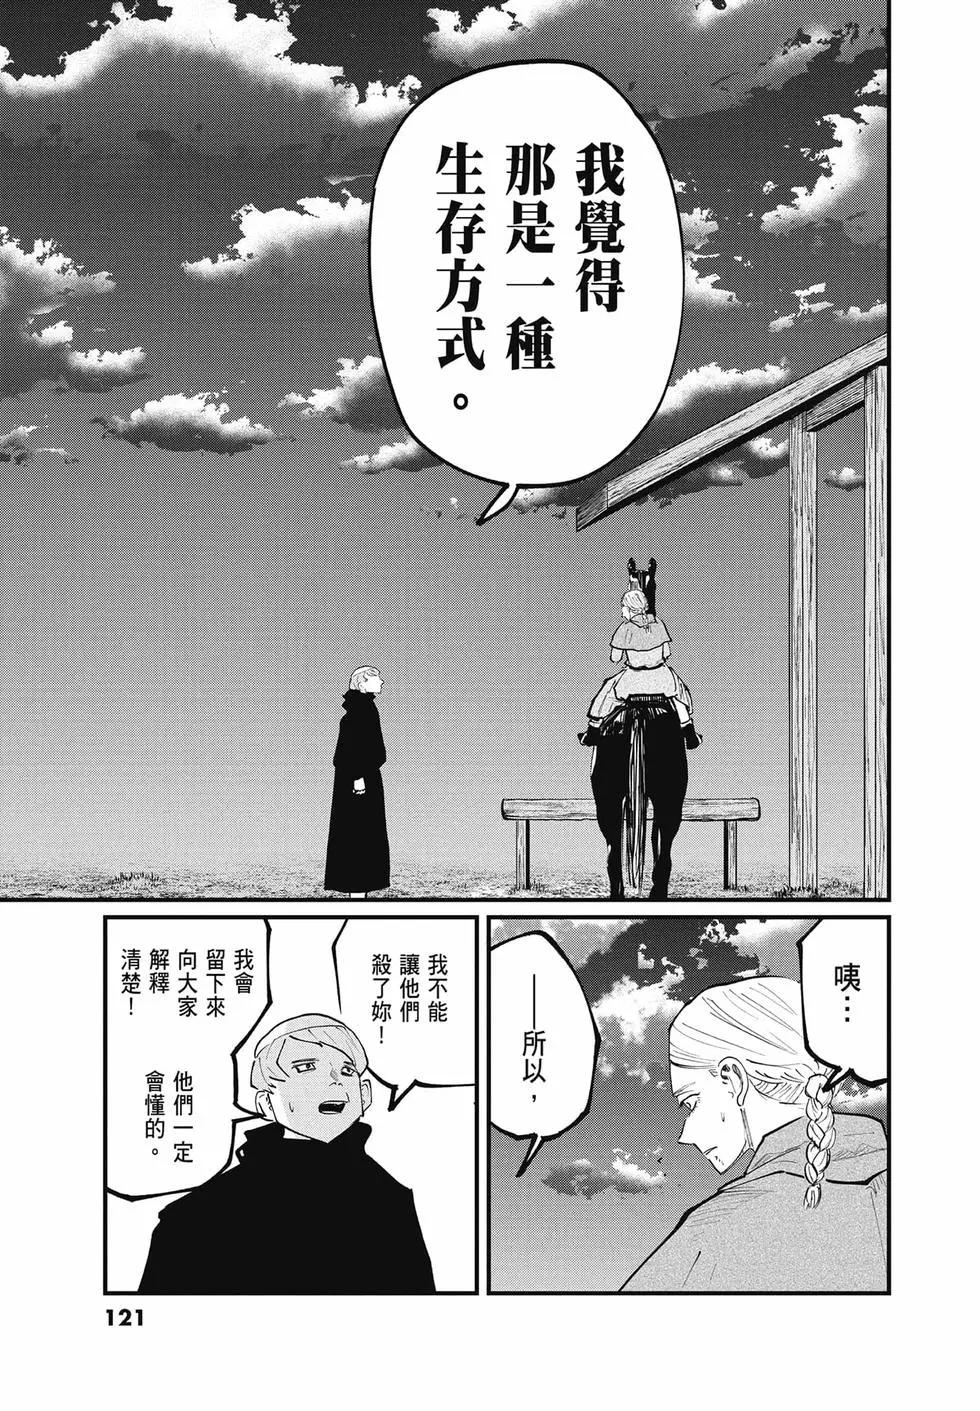 我覺得
那是一種
生存方式。
咦…
──所以，
我不能
讓他們
殺了妳！
我會
留下來
向大家
解釋
清楚！
他們一定
會懂的。
121